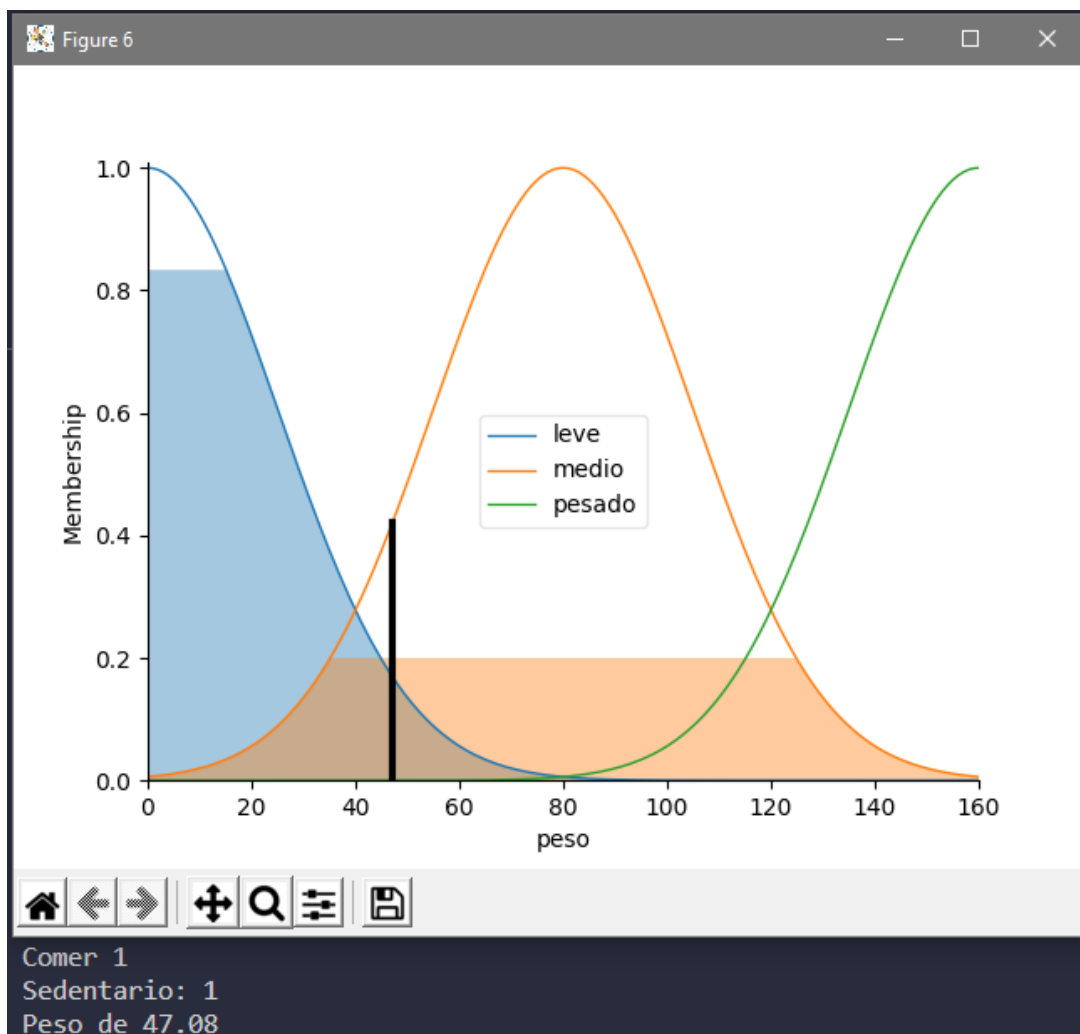 Figure 6
1.0
0.8
0.6
0.4
0.2
0.0
Membership
leve
medio
pesado
0 20 40 60 80 100 120 140 160
peso
Comer 1
Sedentario: 1
Peso de 47.08